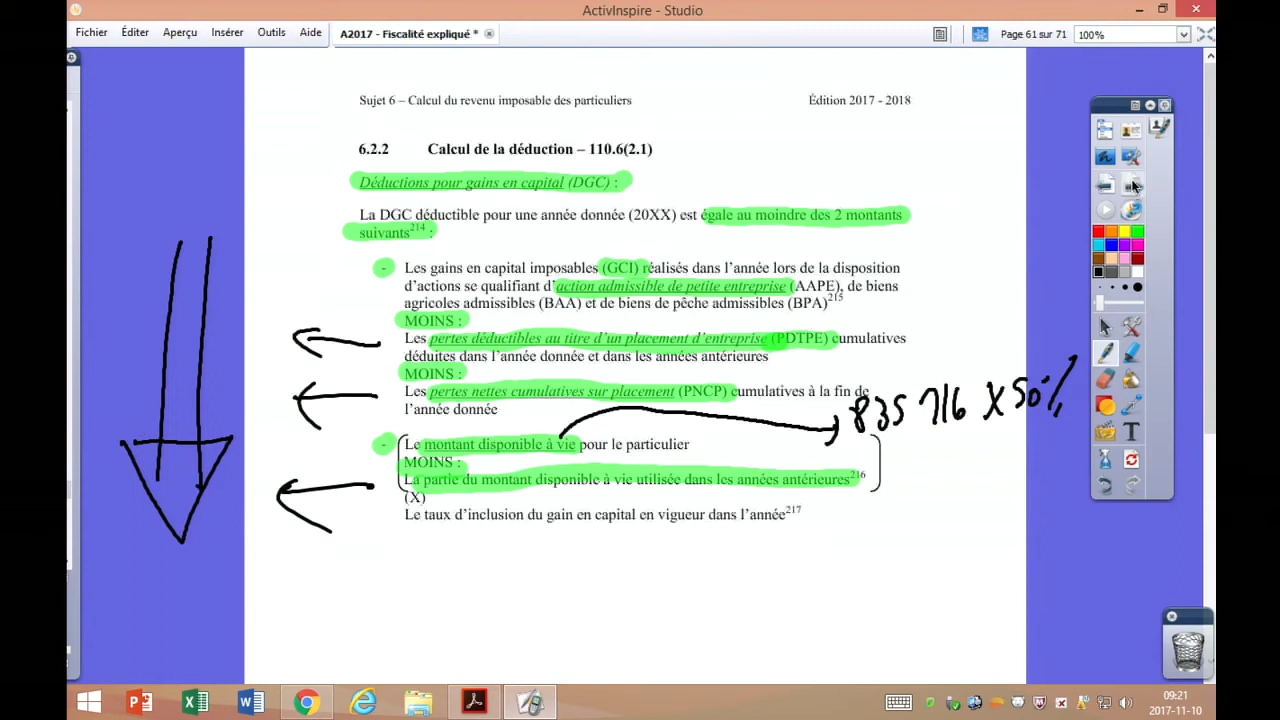 ActivInspire - Studio
Fichier Éditer Aperçu Insérer Outils Aide A2017 - Fiscalité expliqué * Page 61 sur 71 100%
Sujet 6 – Calcul du revenu imposable des particuliers Édition 2017 - 2018
6.2.2 Calcul de la déduction – 110.6(2.1)
Déductions pour gains en capital (DGC) :
La DGC déductible pour une année donnée (20XX) est égale au moindre des 2 montants
suivants214 :
- Les gains en capital imposables (GCI) réalisés dans l'année lors de la disposition
d'actions se qualifiant d'action admissible de petite entreprise (AAPE), de biens
agricoles admissibles (BAA) et de biens de pêche admissibles (BPA)215
MOINS :
Les pertes déductibles au titre d'un placement d'entreprise (PDTPE) cumulatives
déduites dans l'année donnée et dans les années antérieures
MOINS :
Les pertes nettes cumulatives sur placement (PNCP) cumulatives à la fin de
l'année donnée
835 716 X 50%
- Le montant disponible à vie pour le particulier
MOINS :
La partie du montant disponible à vie utilisée dans les années antérieures216
(X)
Le taux d'inclusion du gain en capital en vigueur dans l'année217
09:21
2017-11-10